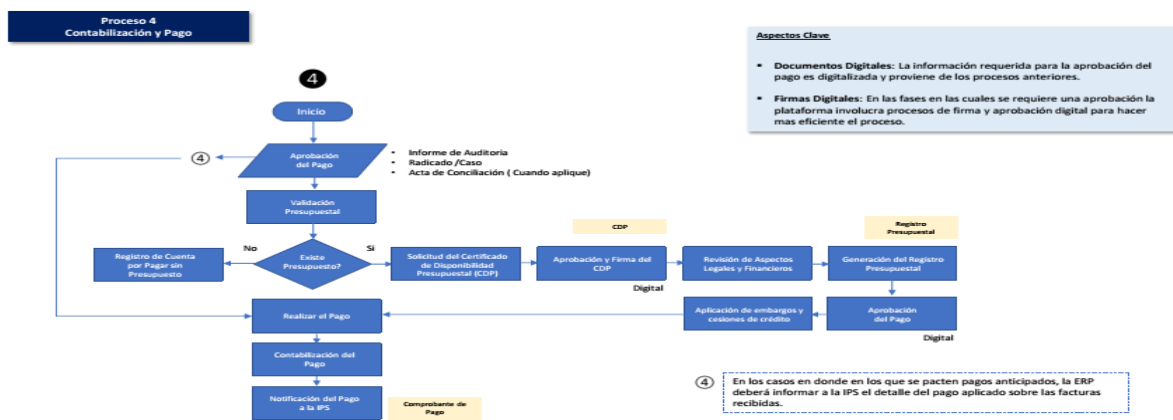 Proceso 4
Contabilización y Pago
Aspectos Clave
▪ Documentos Digitales: La información requerida para la aprobación del
pago es digitalizada y proviene de los procesos anteriores.
▪ Firmas Digitales: En las fases en las cuales se requiere una aprobación la
plataforma involucra procesos de firma y aprobación digital para hacer
mas eficiente el proceso.
4
Inicio
4
Aprobación
del Pago
• Informe de Auditoria
• Radicado /Caso
• Acta de Conciliación ( Cuando aplique)
Validación
Presupuestal
CDP
Registro
Presupuestal
No
Si
Registro de Cuenta
por Pagar sin
Presupuesto
Existe
Presupuesto?
Solicitud del Certificado
de Disponibilidad
Presupuestal (CDP)
Aprobación y Firma del
CDP
Revisión de Aspectos
Legales y Financieros
Generación del Registro
Presupuestal
Digital
Realizar el Pago
Aplicación de embargos y
cesiones de crédito
Aprobación
del Pago
Digital
Contabilización del
Pago
Notificación del Pago
a la IPS
Comprobante de
Pago
4
En los casos en donde en los que se pacten pagos anticipados, la ERP
deberá informar a la IPS el detalle del pago aplicado sobre las facturas
recibidas.